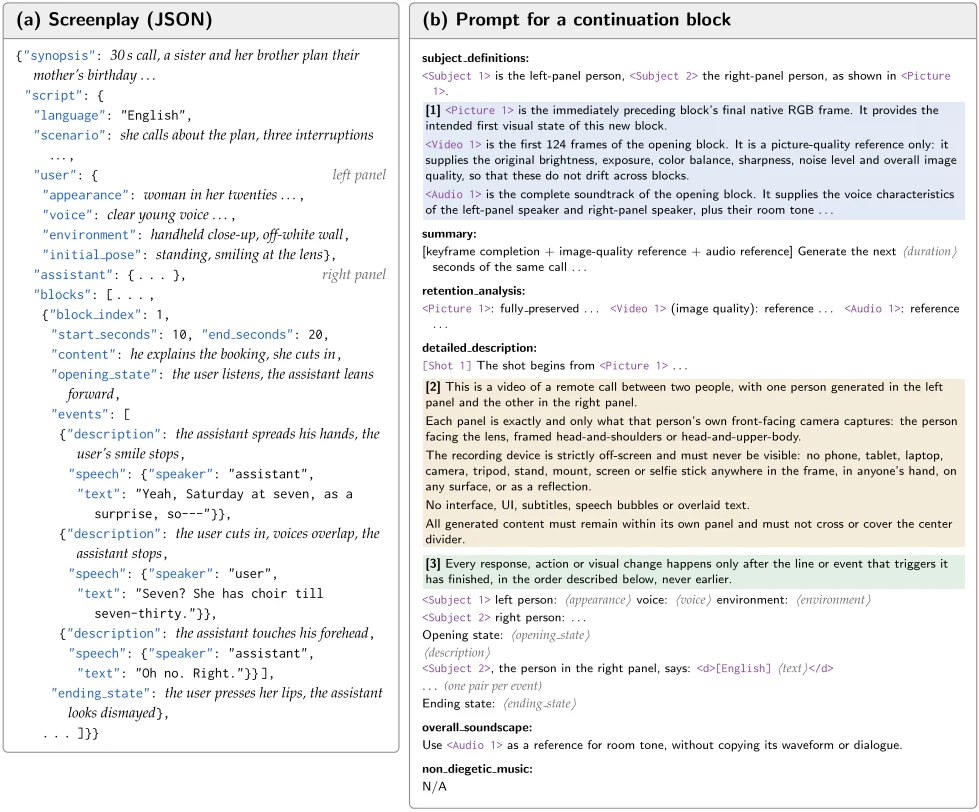 (a) Screenplay (JSON)
{"synopsis": 30 s call, a sister and her brother plan their
mother's birthday ...
"script": {
"language": "English",
"scenario": she calls about the plan, three interruptions
...,
"user": { left panel
"appearance": woman in her twenties ...,
"voice": clear young voice ...,
"environment": handheld close-up, off-white wall,
"initial_pose": standing, smiling at the lens},
"assistant": {...}, right panel
"blocks": [...,
{"block_index": 1,
"start_seconds": 10, "end_seconds": 20,
"content": he explains the booking, she cuts in,
"opening_state": the user listens, the assistant leans
forward,
"events": [
{"description": the assistant spreads his hands, the
user's smile stops,
"speech": {"speaker": "assistant",
"text": "Yeah, Saturday at seven, as a
surprise, so---"}},
{"description": the user cuts in, voices overlap, the
assistant stops,
"speech": {"speaker": "user",
"text": "Seven? She has choir till
seven-thirty."}},
{"description": the assistant touches his forehead,
"speech": {"speaker": "assistant",
"text": "Oh no. Right."}}],
"ending_state": the user presses her lips, the assistant
looks dismayed},
... ]}}
(b) Prompt for a continuation block
subject_definitions:
<Subject 1> is the left-panel person, <Subject 2> the right-panel person, as shown in <Picture
1>.
[1] <Picture 1> is the immediately preceding block's final native RGB frame. It provides the
intended first visual state of this new block.
<Video 1> is the first 124 frames of the opening block. It is a picture-quality reference only: it
supplies the original brightness, exposure, color balance, sharpness, noise level and overall image
quality, so that these do not drift across blocks.
<Audio 1> is the complete soundtrack of the opening block. It supplies the voice characteristics
of the left-panel speaker and right-panel speaker, plus their room tone ...
summary:
[keyframe completion + image-quality reference + audio reference] Generate the next ⟨duration⟩
seconds of the same call ...
retention_analysis:
<Picture 1>: fully_preserved ... <Video 1> (image quality): reference ... <Audio 1>: reference
...
detailed_description:
[Shot 1] The shot begins from <Picture 1> ...
[2] This is a video of a remote call between two people, with one person generated in the left
panel and the other in the right panel.
Each panel is exactly and only what that person's own front-facing camera captures: the person
facing the lens, framed head-and-shoulders or head-and-upper-body.
The recording device is strictly off-screen and must never be visible: no phone, tablet, laptop,
camera, tripod, stand, mount, screen or selfie stick anywhere in the frame, in anyone's hand, on
any surface, or as a reflection.
No interface, UI, subtitles, speech bubbles or overlaid text.
All generated content must remain within its own panel and must not cross or cover the center
divider.
[3] Every response, action or visual change happens only after the line or event that triggers it
has finished, in the order described below, never earlier.
<Subject 1> left person: ⟨appearance⟩ voice: ⟨voice⟩ environment: ⟨environment⟩
<Subject 2> right person: ...
Opening state: ⟨opening_state⟩
⟨description⟩
<Subject 2>, the person in the right panel, says: <d>[English] ⟨text⟩</d>
... (one pair per event)
Ending state: ⟨ending_state⟩
overall_soundscape:
Use <Audio 1> as a reference for room tone, without copying its waveform or dialogue.
non_diegetic_music:
N/A